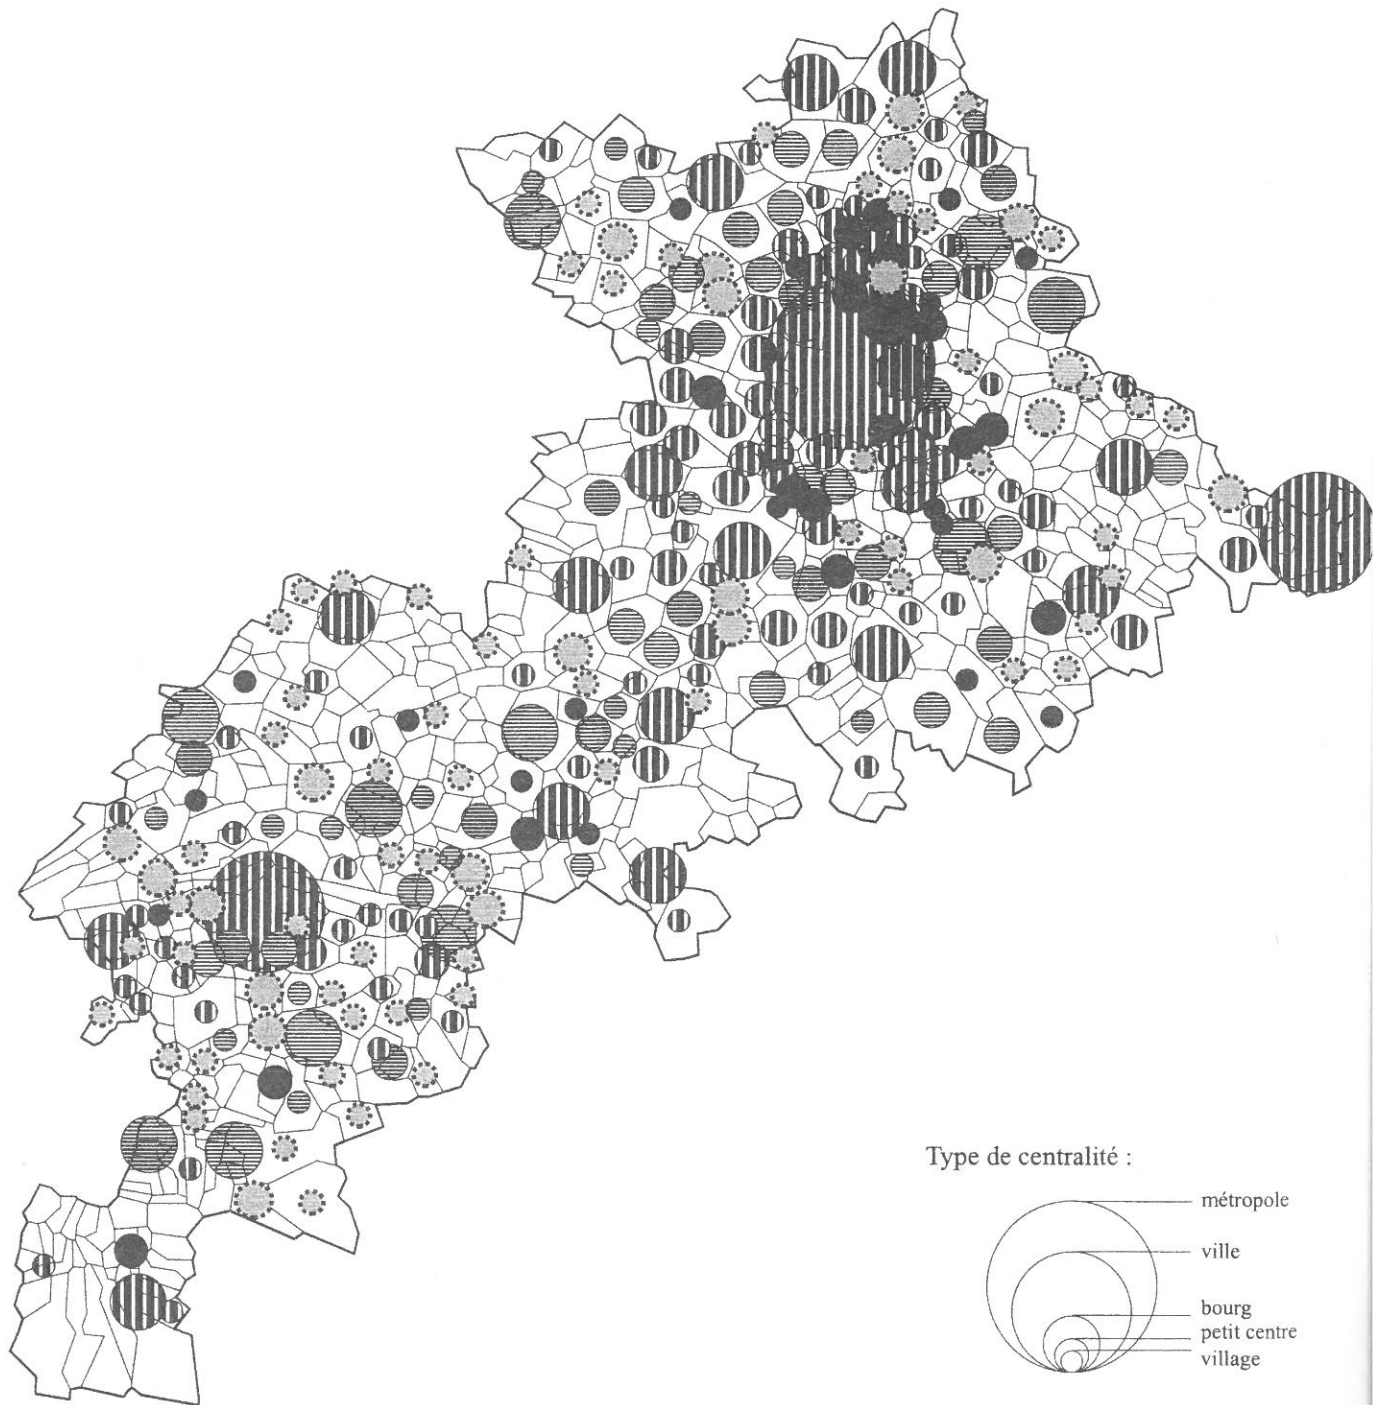 Type de centralité :
métropole
ville
bourg
petit centre
village